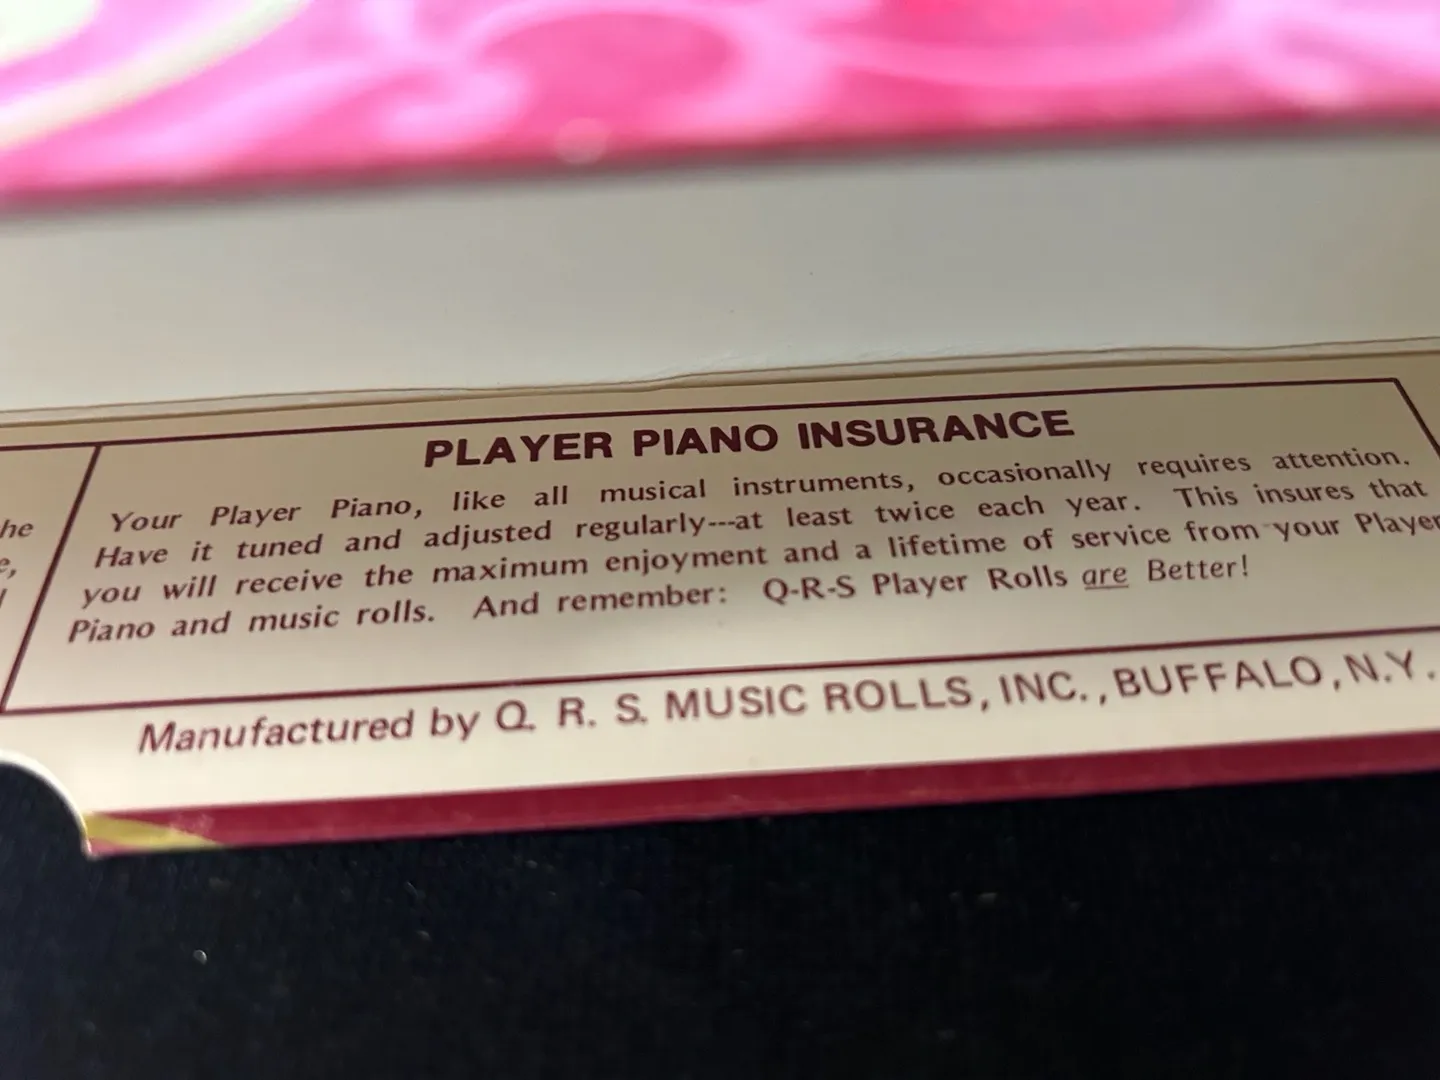 PLAYER PIANO INSURANCE
Your Player Piano, like all musical instruments, occasionally requires attention.
Have it tuned and adjusted regularly---at least twice each year. This insures that
you will receive the maximum enjoyment and a lifetime of service from your Player
Piano and music rolls. And remember: Q-R-S Player Rolls are Better!
Manufactured by Q. R. S. MUSIC ROLLS, INC., BUFFALO, N.Y.